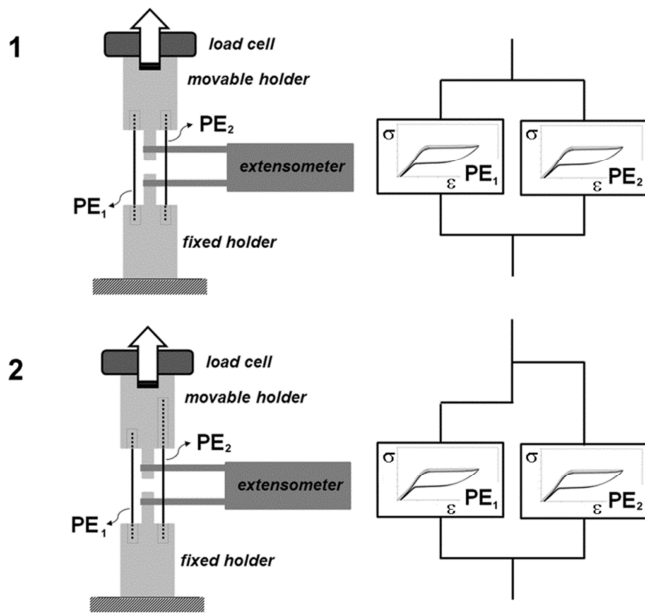 1
load cell
movable holder
PE₂
extensometer
PE₁
fixed holder
σ
ε
PE₁
σ
ε
PE₂
2
load cell
movable holder
PE₂
extensometer
PE₁
fixed holder
σ
ε
PE₁
σ
ε
PE₂